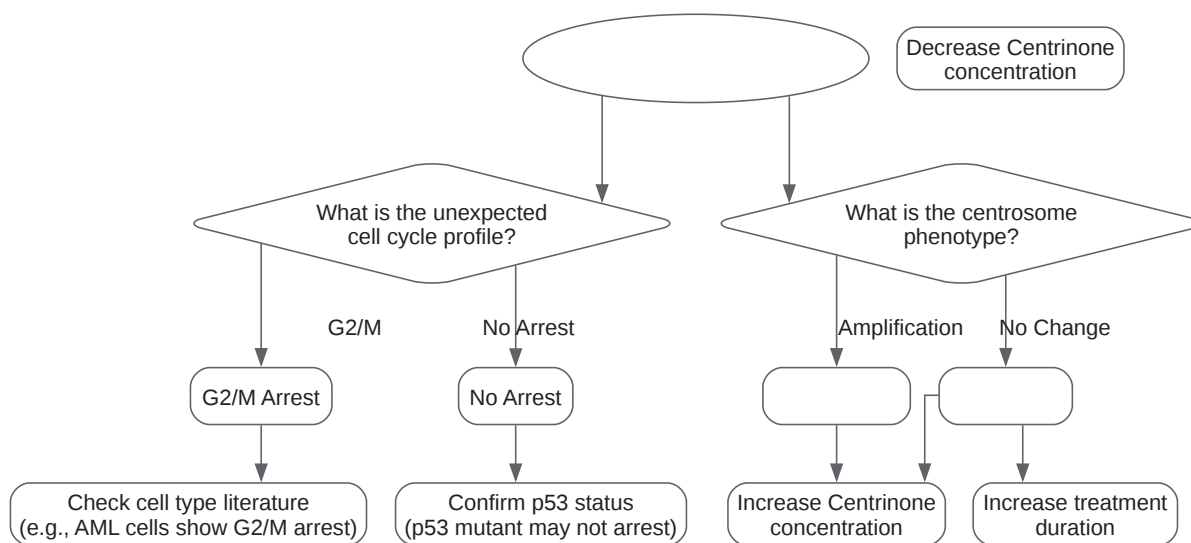 Decrease Centrinone
concentration
What is the unexpected
cell cycle profile?
What is the centrosome
phenotype?
G2/M
No Arrest
Amplification
No Change
G2/M Arrest
No Arrest
Check cell type literature
(e.g., AML cells show G2/M arrest)
Confirm p53 status
(p53 mutant may not arrest)
Increase Centrinone
concentration
Increase treatment
duration